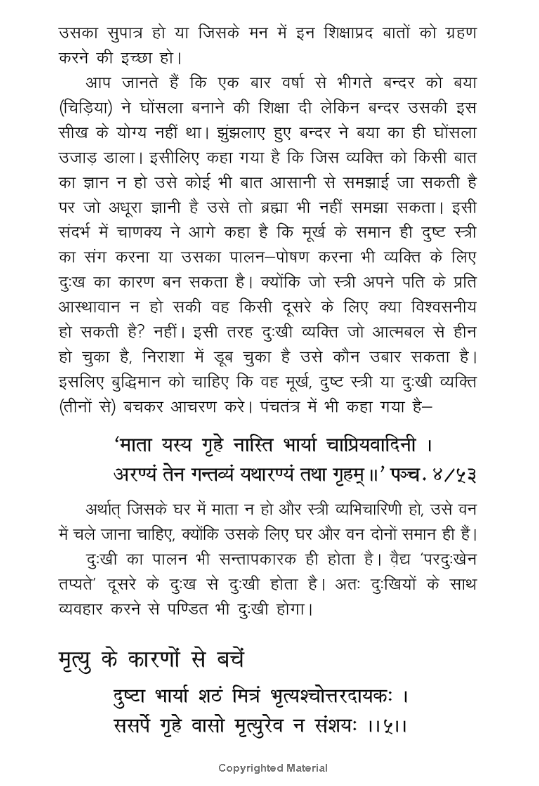 उसका सुपात्र हो या जिसके मन में इन शिक्षाप्रद बातों को ग्रहण
करने की इच्छा हो।
आप जानते हैं कि एक बार वर्षा से भीगते बन्दर को बया
(चिड़िया) ने घोंसला बनाने की शिक्षा दी लेकिन बन्दर उसकी इस
सीख के योग्य नहीं था। झुंझलाए हुए बन्दर ने बया का ही घोंसला
उजाड़ डाला। इसीलिए कहा गया है कि जिस व्यक्ति को किसी बात
का ज्ञान न हो उसे कोई भी बात आसानी से समझाई जा सकती है
पर जो अधूरा ज्ञानी है उसे तो ब्रह्मा भी नहीं समझा सकता। इसी
संदर्भ में चाणक्य ने आगे कहा है कि मूर्ख के समान ही दुष्ट स्त्री
का संग करना या उसका पालन–पोषण करना भी व्यक्ति के लिए
दुःख का कारण बन सकता है। क्योंकि जो स्त्री अपने पति के प्रति
आस्थावान न हो सकी वह किसी दूसरे के लिए क्या विश्वसनीय
हो सकती है? नहीं। इसी तरह दुःखी व्यक्ति जो आत्मबल से हीन
हो चुका है, निराशा में डूब चुका है उसे कौन उबार सकता है।
इसलिए बुद्धिमान को चाहिए कि वह मूर्ख, दुष्ट स्त्री या दुःखी व्यक्ति
(तीनों से) बचकर आचरण करे। पंचतंत्र में भी कहा गया है–
'माता यस्य गृहे नास्ति भार्या चाप्रियवादिनी ।
अरण्यं तेन गन्तव्यं यथारण्यं तथा गृहम्॥' पञ्च. ४/५३
अर्थात् जिसके घर में माता न हो और स्त्री व्यभिचारिणी हो, उसे वन
में चले जाना चाहिए, क्योंकि उसके लिए घर और वन दोनों समान ही हैं।
दुःखी का पालन भी सन्तापकारक ही होता है। वै़द्य 'परदुःखेन
तप्यते' दूसरे के दुःख से दुःखी होता है। अतः दुःखियों के साथ
व्यवहार करने से पण्डित भी दुःखी होगा।
मृत्यु के कारणों से बचें
दुष्टा भार्या शठं मित्रं भृत्यश्चोत्तरदायकः ।
ससर्पे गृहे वासो मृत्युरेव न संशयः ।।५।।
Copyrighted Material